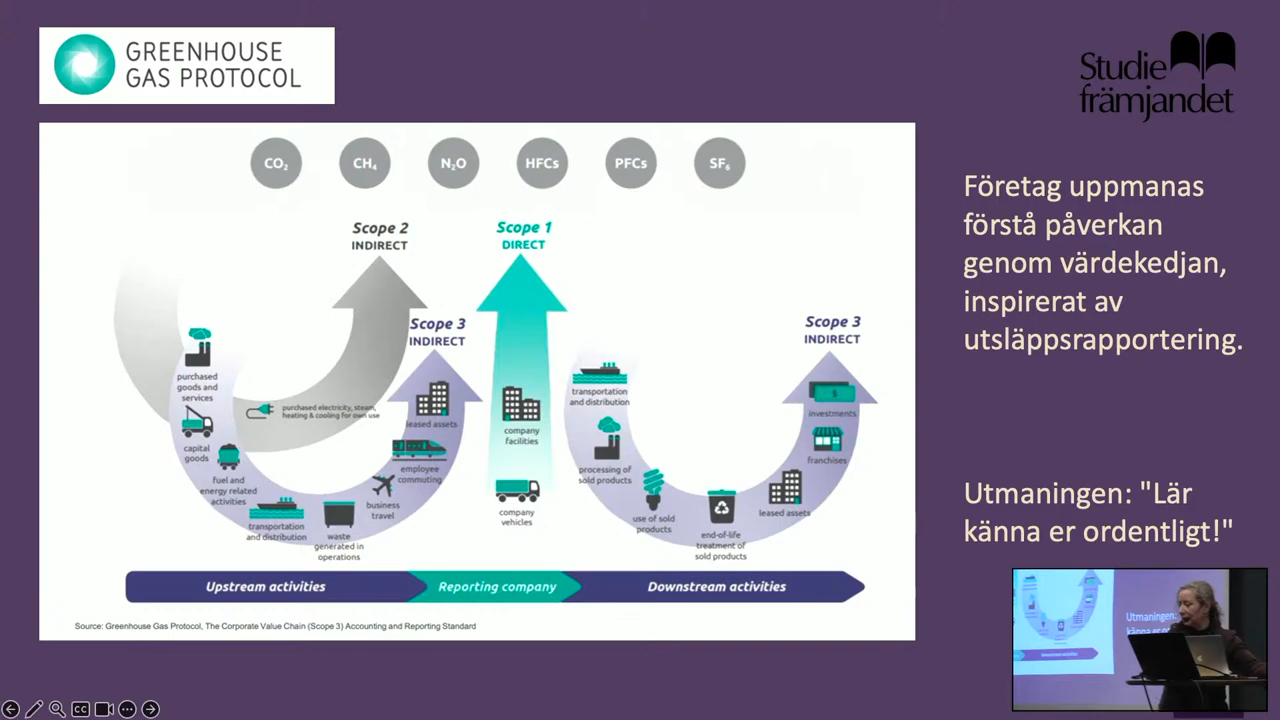 GREENHOUSE
GAS PROTOCOL
Studie
främjandet
CO₂
CH₄
N₂O
HFCs
PFCs
SF₆
Scope 2
INDIRECT
Scope 1
DIRECT
Scope 3
INDIRECT
Scope 3
INDIRECT
purchased
goods and
services
capital
goods
fuel and
energy related
activities
transportation
and distribution
waste
generated in
operations
business
travel
employee
commuting
leased assets
purchased electricity, steam,
heating & cooling for own use
company
facilities
company
vehicles
transportation
and distribution
processing of
sold products
use of sold
products
end-of-life
treatment of
sold products
leased assets
franchises
investments
Upstream activities
Reporting company
Downstream activities
Source: Greenhouse Gas Protocol, The Corporate Value Chain (Scope 3) Accounting and Reporting Standard
Företag uppmanas
förstå påverkan
genom värdekedjan,
inspirerat av
utsläppsrapportering.
Utmaningen: "Lär
känna er ordentligt!"
Utmaningen:
CC